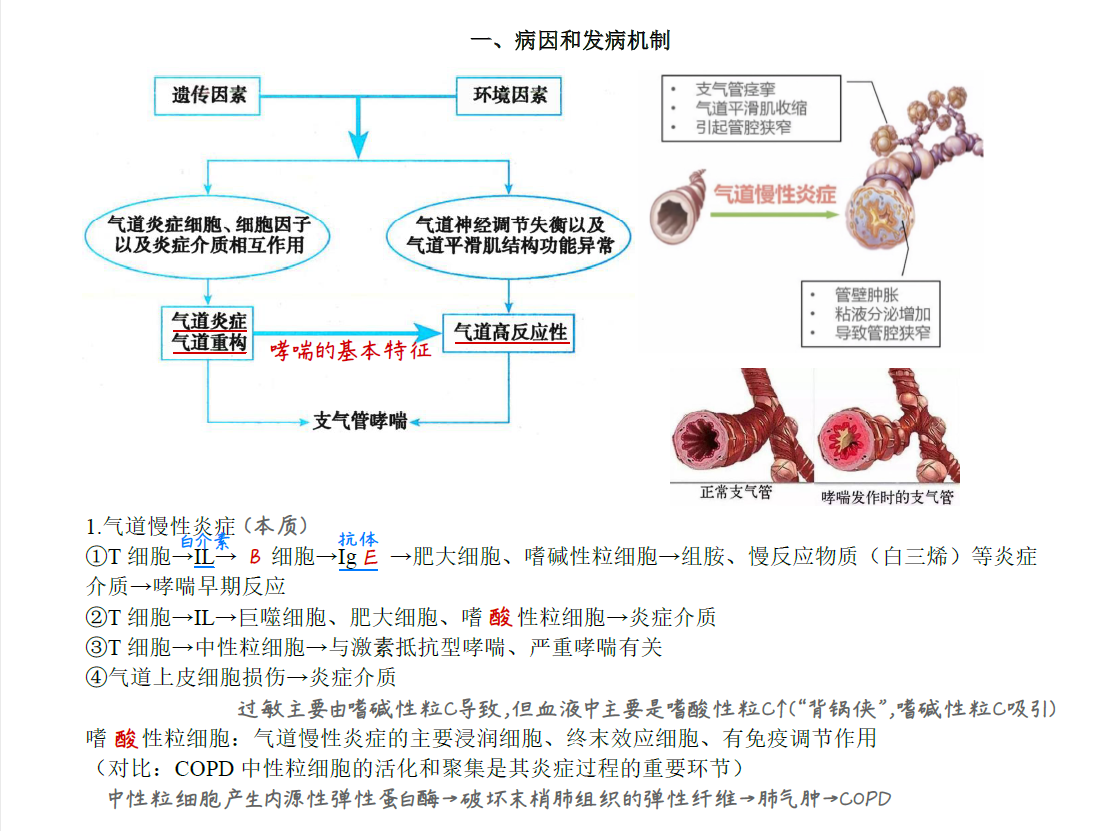 一、病因和发病机制
遗传因素
环境因素
气道炎症细胞、细胞因子
以及炎症介质相互作用
气道神经调节失衡以及
气道平滑肌结构功能异常
气道炎症
气道重构
哮喘的基本特征
气道高反应性
支气管哮喘
• 支气管痉挛
• 气道平滑肌收缩
• 引起管腔狭窄
气道慢性炎症
• 管壁肿胀
• 粘液分泌增加
• 导致管腔狭窄
正常支气管
哮喘发作时的支气管
1.气道慢性炎症(本质)
白介素
抗体
①T 细胞→IL→ B 细胞→Ig E →肥大细胞、嗜碱性粒细胞→组胺、慢反应物质（白三烯）等炎症
介质→哮喘早期反应
②T 细胞→IL→巨噬细胞、肥大细胞、嗜 酸 性粒细胞→炎症介质
③T 细胞→中性粒细胞→与激素抵抗型哮喘、严重哮喘有关
④气道上皮细胞损伤→炎症介质
过敏主要由嗜碱性粒C导致,但血液中主要是嗜酸性粒C↑(“背锅侠”,嗜碱性粒C吸引)
嗜 酸 性粒细胞：气道慢性炎症的主要浸润细胞、终末效应细胞、有免疫调节作用
（对比：COPD 中性粒细胞的活化和聚集是其炎症过程的重要环节）
中性粒细胞产生内源性弹性蛋白酶→破坏末梢肺组织的弹性纤维→肺气肿→COPD